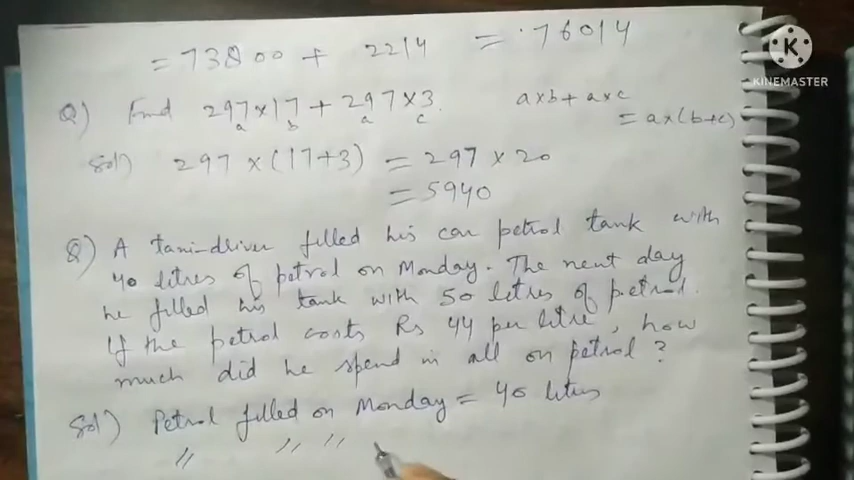 = 73800 + 2214 = 76014
KINEMASTER
Q) Find 297×17 + 297×3. a×b + a×c
a b a c = a×(b+c)
Sol) 297 × (17+3) = 297 × 20
= 5940
Q) A taxi-driver filled his car petrol tank with
40 litres of petrol on Monday. The next day
he filled his tank with 50 litres of petrol.
If the petrol costs Rs 44 per litre, how
much did he spend in all on petrol?
Sol) Petrol filled on Monday = 40 litres
" " "